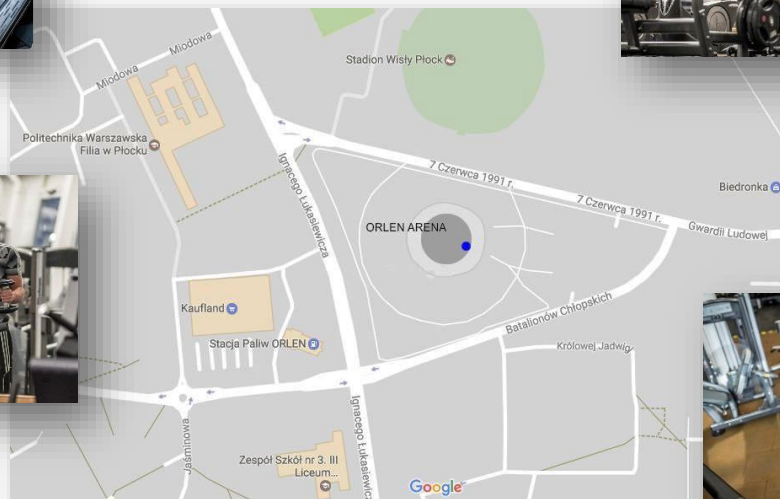 Miodowa
Miodowa
Stadion Wisły Płock
Politechnika Warszawska
Filia w Płocku
Ignacego Łukasiewicza
7 Czerwca 1991 r.
7 Czerwca 1991 r.
Biedronka
Gwardii Ludowej
ORLEN ARENA
Kaufland
Stacja Paliw ORLEN
Batalionów Chłopskich
Królowej Jadwigi
Jaśminowa
Ignacego Łukasiewicza
Zespół Szkół nr 3. III
Liceum...
Google